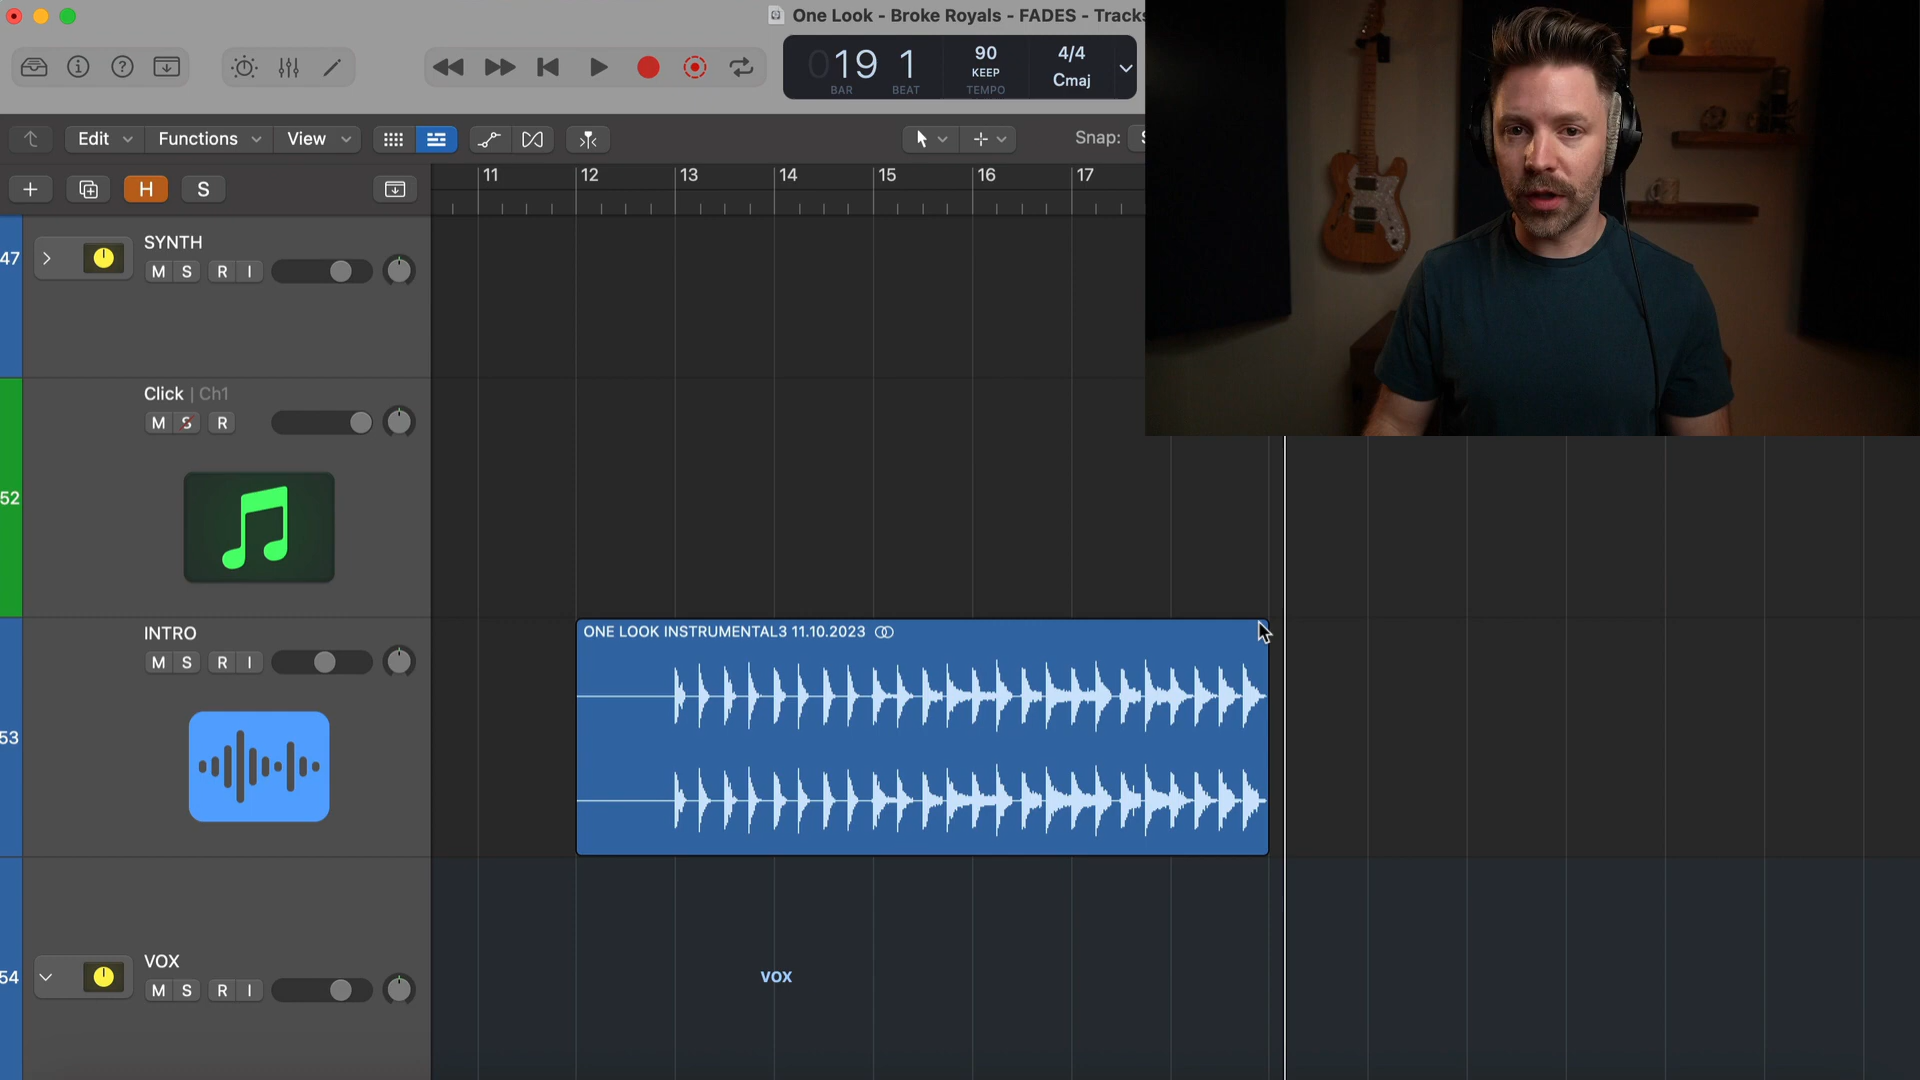 One Look - Broke Royals - FADES - Tracks
019 1
BAR BEAT
90
KEEP
TEMPO
4/4
Cmaj
Edit Functions View
Snap:
H S
11 12 13 14 15 16 17
47
SYNTH
M S R I
52
Click | Ch1
M S R
53
INTRO
M S R I
ONE LOOK INSTRUMENTAL3 11.10.2023
54
VOX
M S R I
VOX